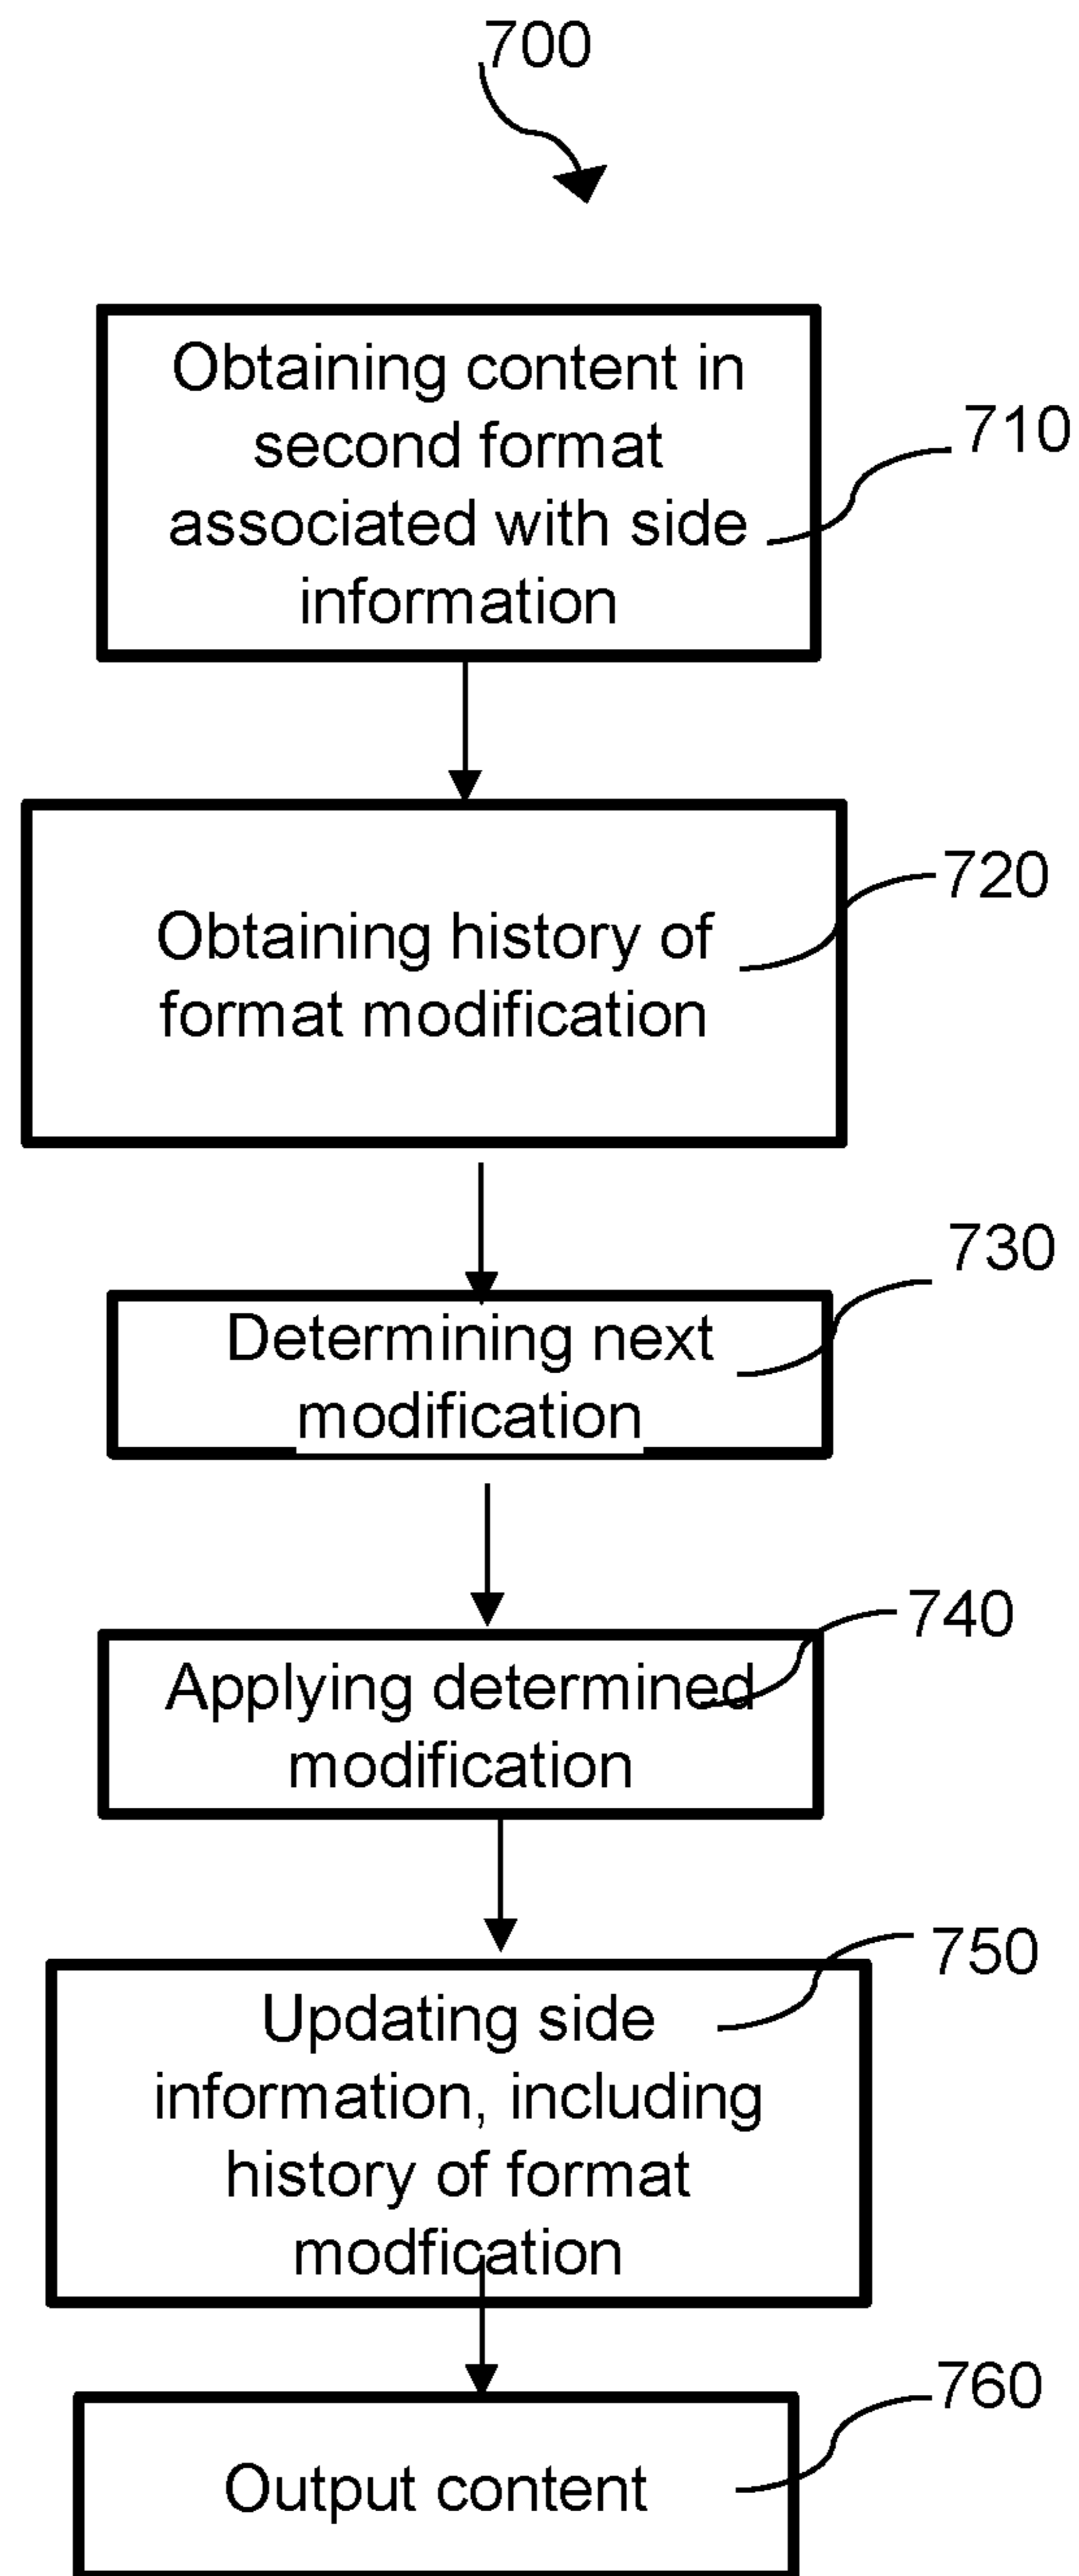 700
Obtaining content in
second format
associated with side
information
710
Obtaining history of
format modification
720
Determining next
modification
730
Applying determined
modification
740
Updating side
information, including
history of format
modfication
750
Output content
760